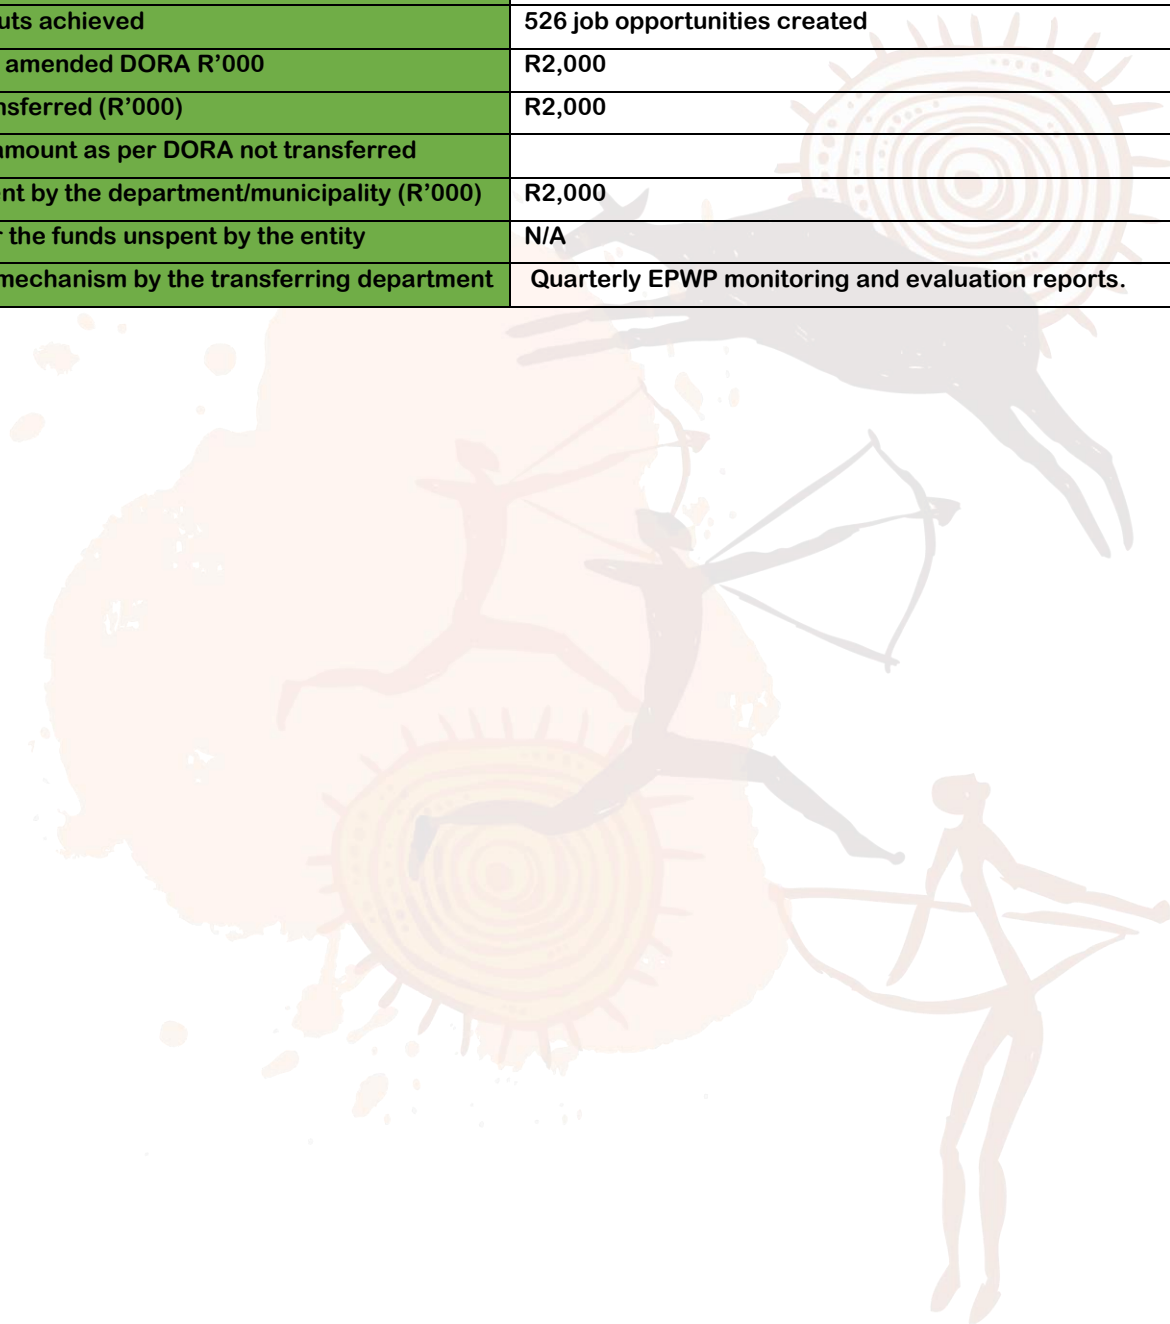 uts achieved 526 job opportunities created
amended DORA R’000 R2,000
nsferred (R’000) R2,000
amount as per DORA not transferred
ent by the department/municipality (R’000) R2,000
r the funds unspent by the entity N/A
mechanism by the transferring department Quarterly EPWP monitoring and evaluation reports.